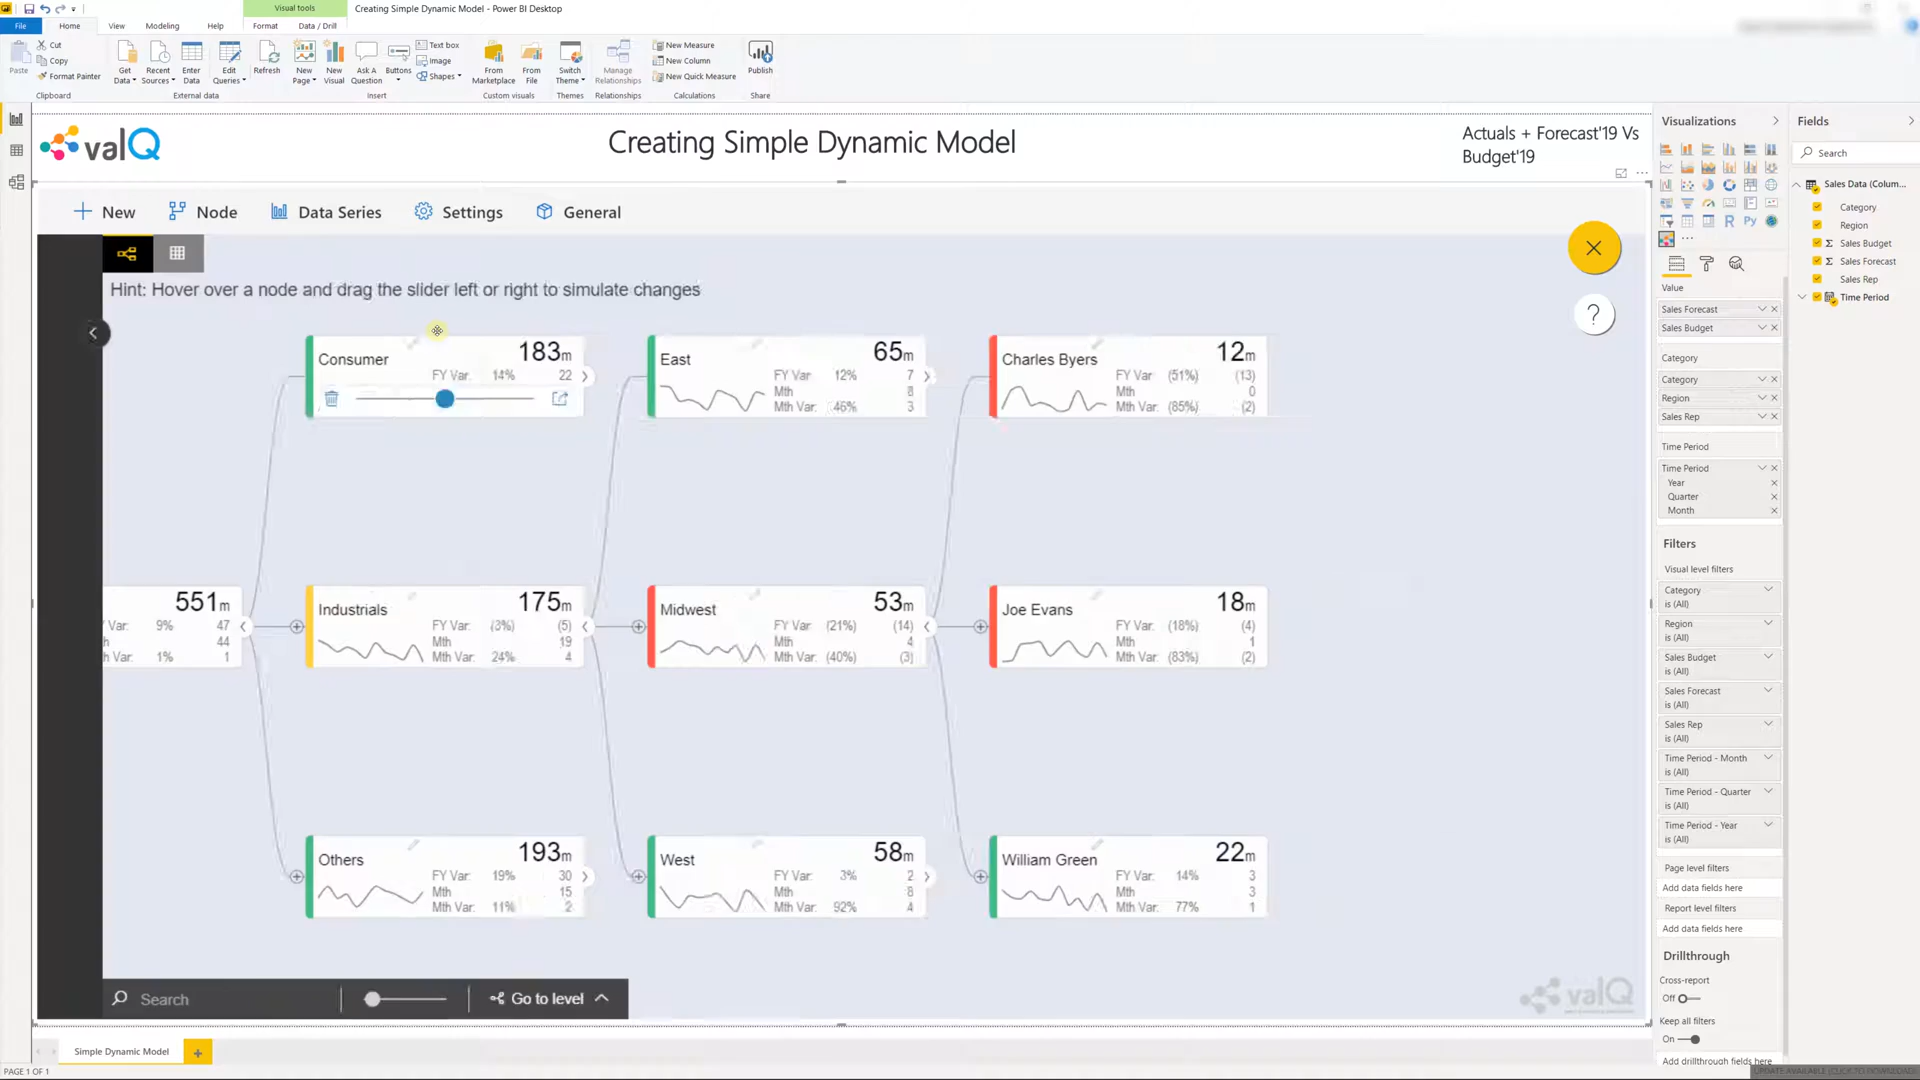 Visual tools
Creating Simple Dynamic Model - Power BI Desktop
File
Home
View
Modeling
Help
Format
Data / Drill
Paste
Cut
Copy
Format Painter
Clipboard
Get Data
Recent Sources
Enter Data
Edit Queries
Refresh
External data
New Page
New Visual
Ask A Question
Buttons
Text box
Image
Shapes
Insert
From Marketplace
From File
Custom visuals
Switch Theme
Themes
Manage Relationships
Relationships
New Measure
New Column
New Quick Measure
Calculations
Publish
Share
valQ
Creating Simple Dynamic Model
Actuals + Forecast'19 Vs
Budget'19
New
Node
Data Series
Settings
General
Hint: Hover over a node and drag the slider left or right to simulate changes
?
Consumer 183m
FY Var. 14% 22
East 65m
FY Var 12% 7
Mth 8
Mth Var: 46% 3
Charles Byers 12m
FY Var: (51%) (13)
Mth 0
Mth Var: (85%) (2)
551m
Var: 9% 47
h 44
h Var: 1% 1
Industrials 175m
FY Var: (3%) (5)
Mth 19
Mth Var: 24% 4
Midwest 53m
FY Var: (21%) (14)
Mth 4
Mth Var: (40%) (3)
Joe Evans 18m
FY Var: (18%) (4)
Mth 1
Mth Var: (83%) (2)
Others 193m
FY Var: 19% 30
Mth 15
Mth Var: 11% 2
West 58m
FY Var: 3% 2
Mth 8
Mth Var: 92% 4
William Green 22m
FY Var: 14% 3
Mth 3
Mth Var: 77% 1
Search
Go to level
valQ
Simple Dynamic Model
PAGE 1 OF 1
Visualizations
R
Py
Value
Sales Forecast
Sales Budget
Category
Category
Region
Sales Rep
Time Period
Time Period
Year
Quarter
Month
Filters
Visual level filters
Category
is (All)
Region
is (All)
Sales Budget
is (All)
Sales Forecast
is (All)
Sales Rep
is (All)
Time Period - Month
is (All)
Time Period - Quarter
is (All)
Time Period - Year
is (All)
Page level filters
Add data fields here
Report level filters
Add data fields here
Drillthrough
Cross-report
Off
Keep all filters
On
Add drillthrough fields here
UPDATE AVAILABLE (CLICK TO DOWNLOAD)
Fields
Search
Sales Data (Colum...
Category
Region
Σ Sales Budget
Σ Sales Forecast
Sales Rep
Time Period